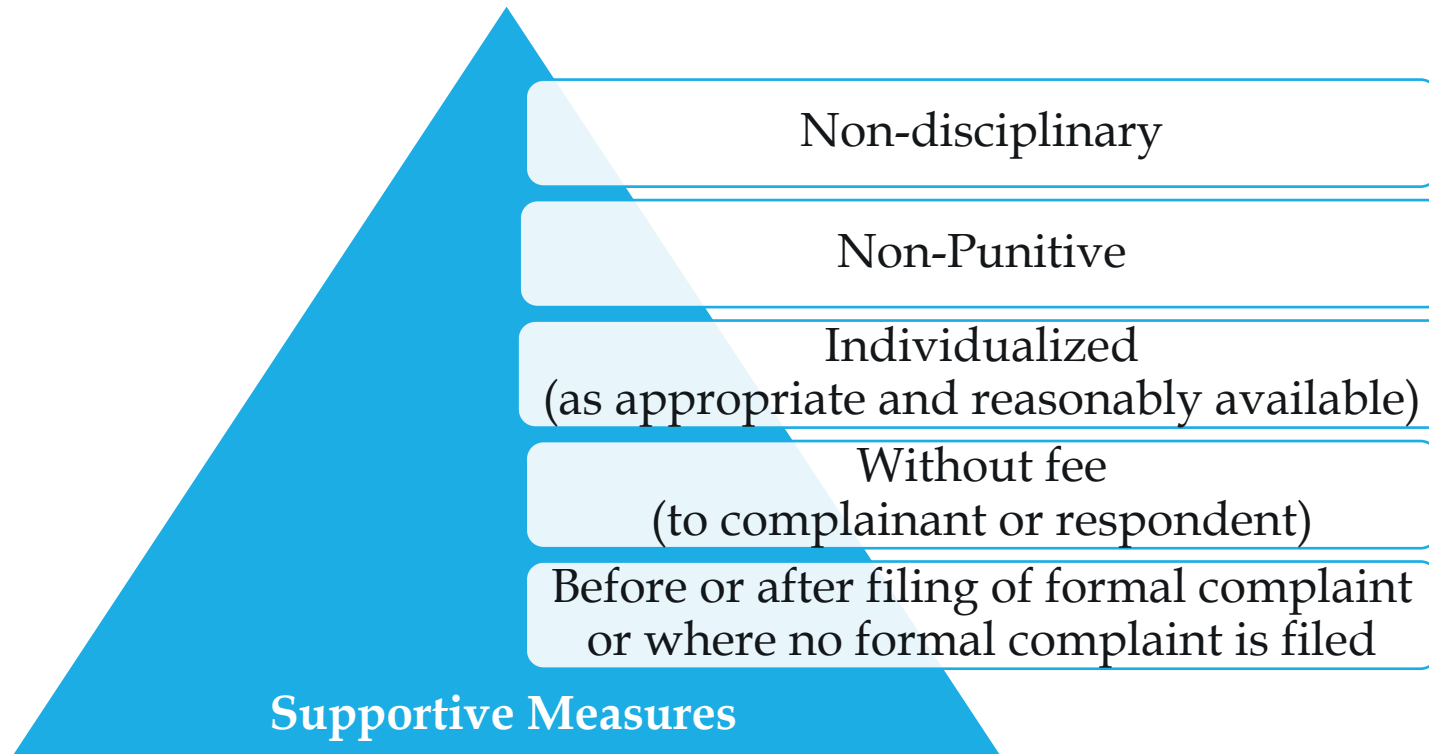 Non-disciplinary
Non-Punitive
Individualized
(as appropriate and reasonably available)
Without fee
(to complainant or respondent)
Before or after filing of formal complaint
or where no formal complaint is filed
Supportive Measures